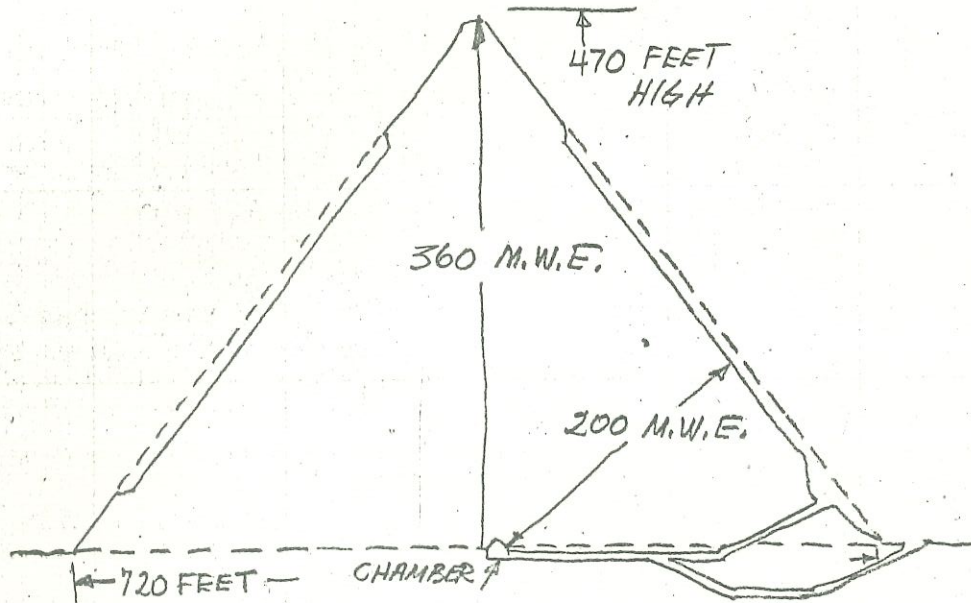 470 FEET
HIGH
360 M.W.E.
200 M.W.E.
720 FEET
CHAMBER